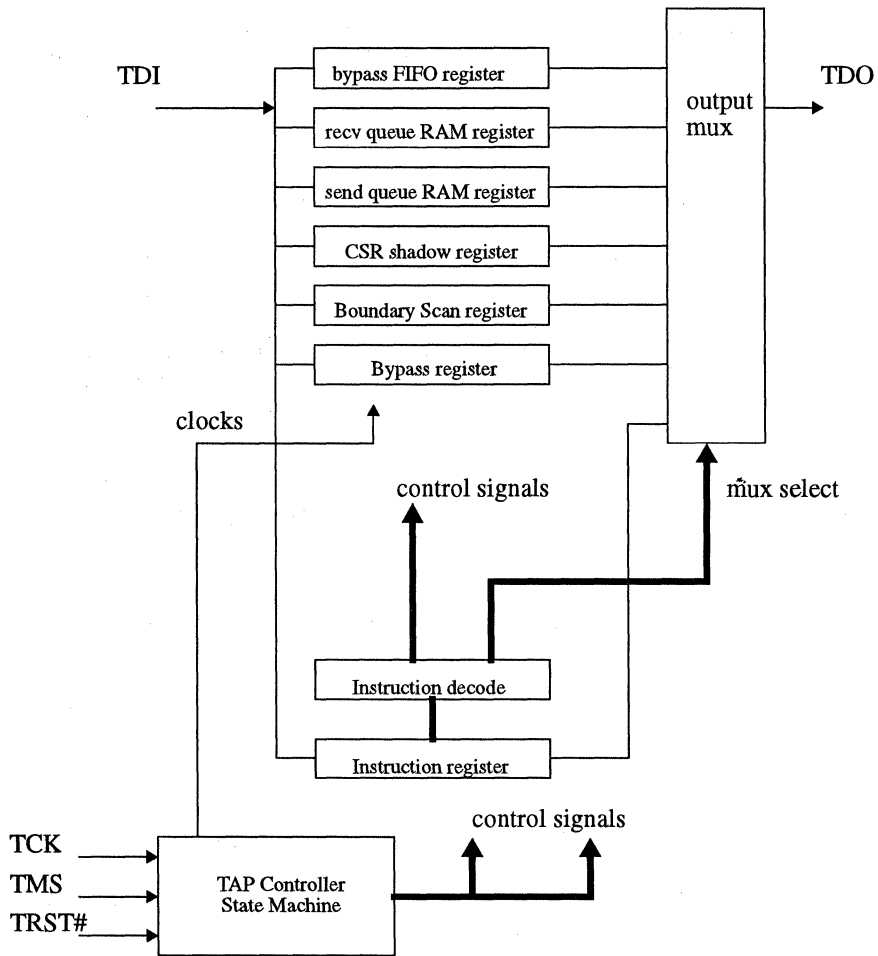 TDI
bypass FIFO register
TDO
output
mux
recv queue RAM register
send queue RAM register
CSR shadow register
Boundary Scan register
Bypass register
clocks
control signals
mux select
Instruction decode
Instruction register
control signals
TCK
TMS
TRST#
TAP Controller
State Machine